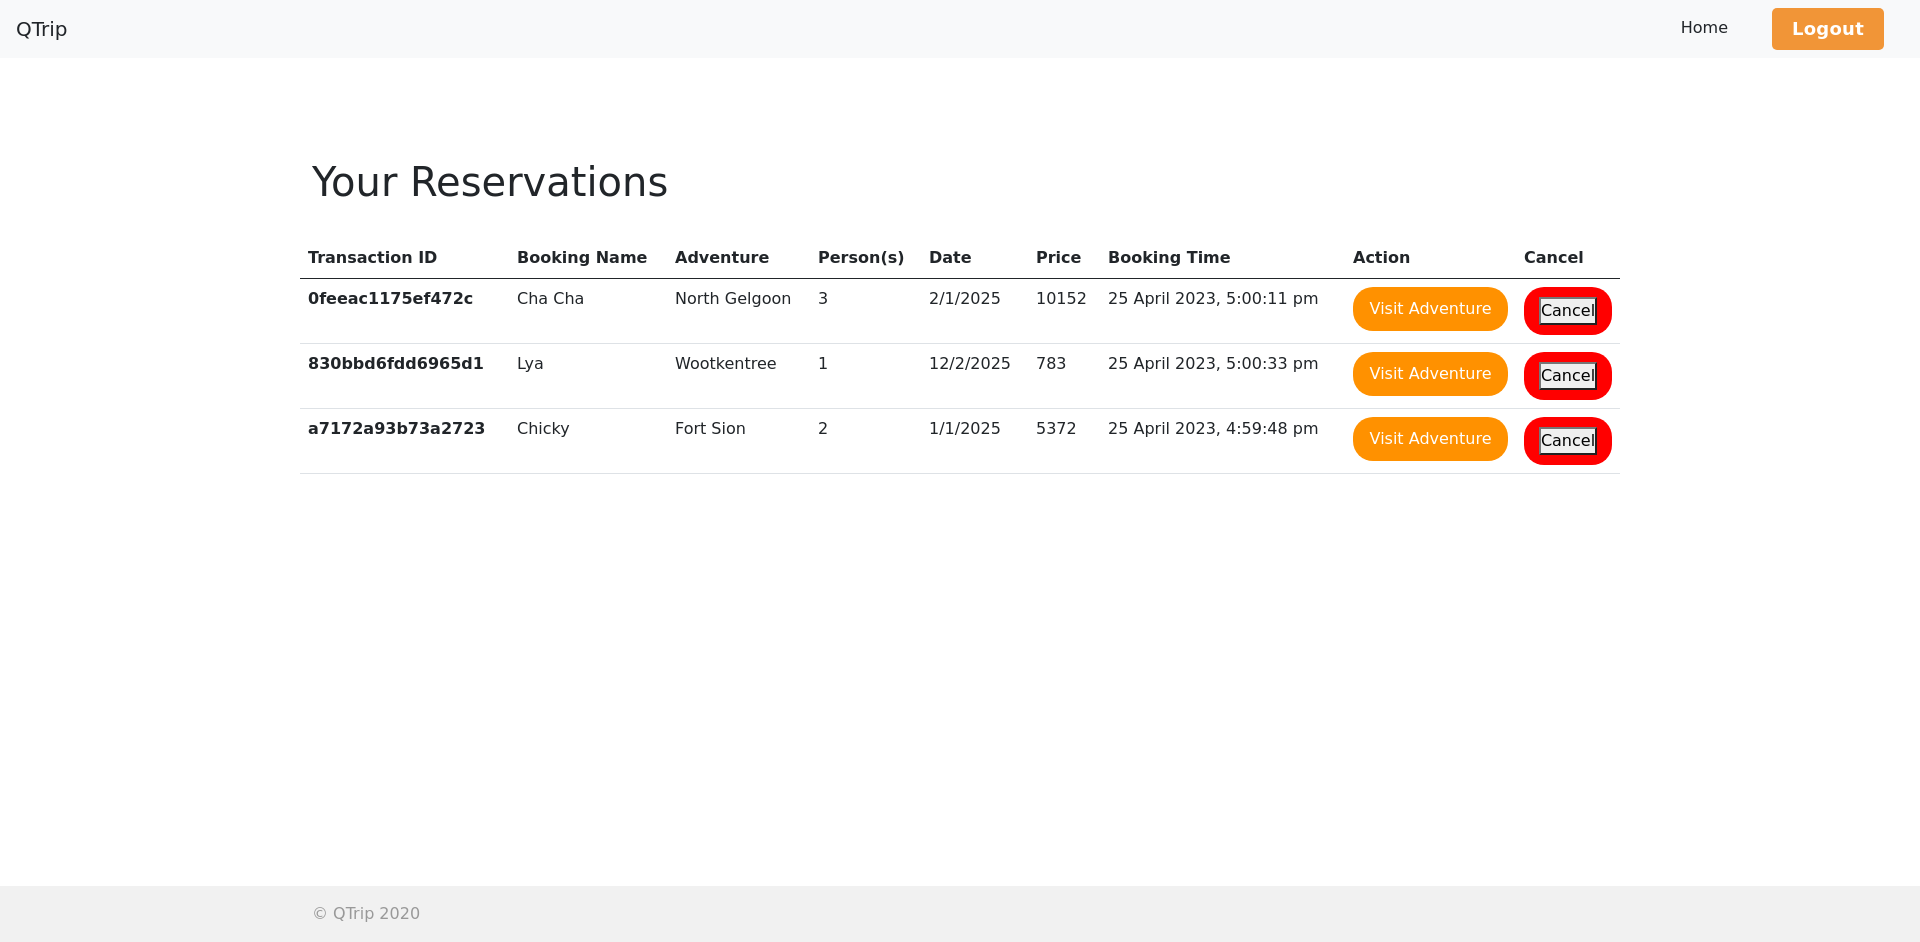 QTrip Home Logout
Your Reservations
Transaction ID Booking Name Adventure Person(s) Date Price Booking Time Action Cancel
0feeac1175ef472c Cha Cha North Gelgoon 3 2/1/2025 10152 25 April 2023, 5:00:11 pm Visit Adventure Cancel
830bbd6fdd6965d1 Lya Wootkentree 1 12/2/2025 783 25 April 2023, 5:00:33 pm Visit Adventure Cancel
a7172a93b73a2723 Chicky Fort Sion 2 1/1/2025 5372 25 April 2023, 4:59:48 pm Visit Adventure Cancel
© QTrip 2020